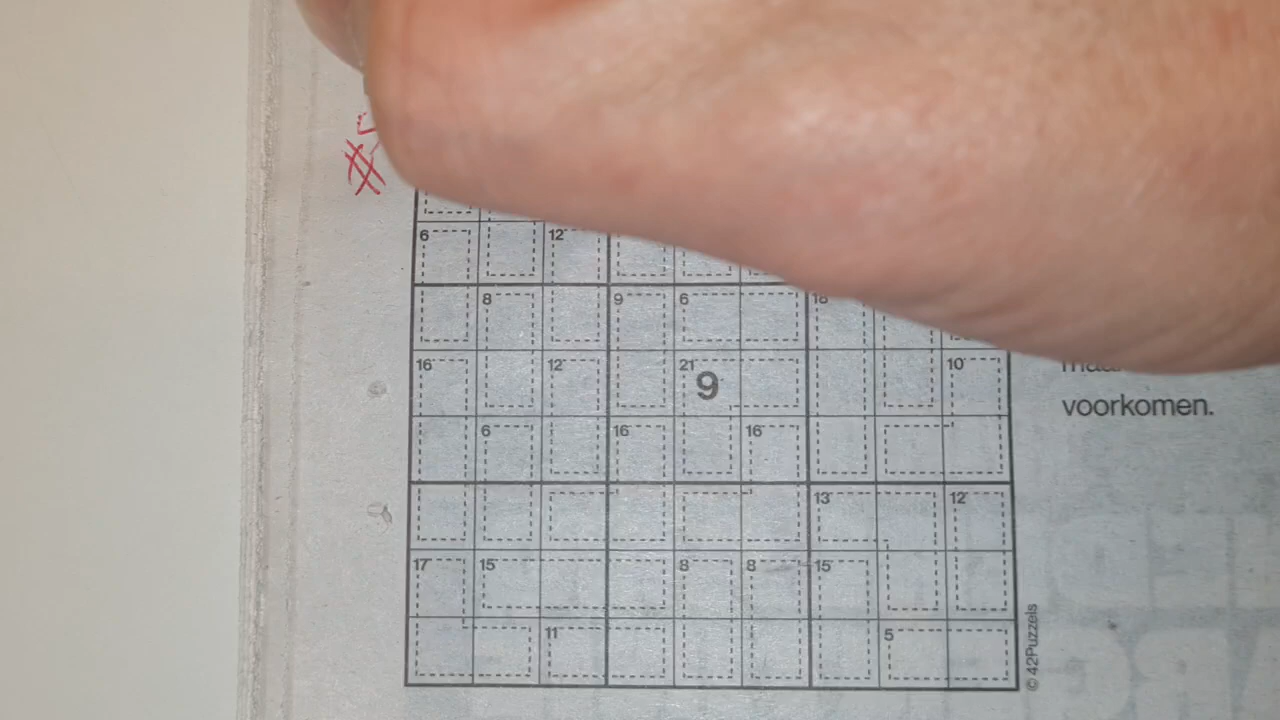 #
6 12
8 9 6 18
16 12 21 9 10
voorkomen.
6 16 16
13 12
17 15 8 8 15
11 5
© 42Puzzels